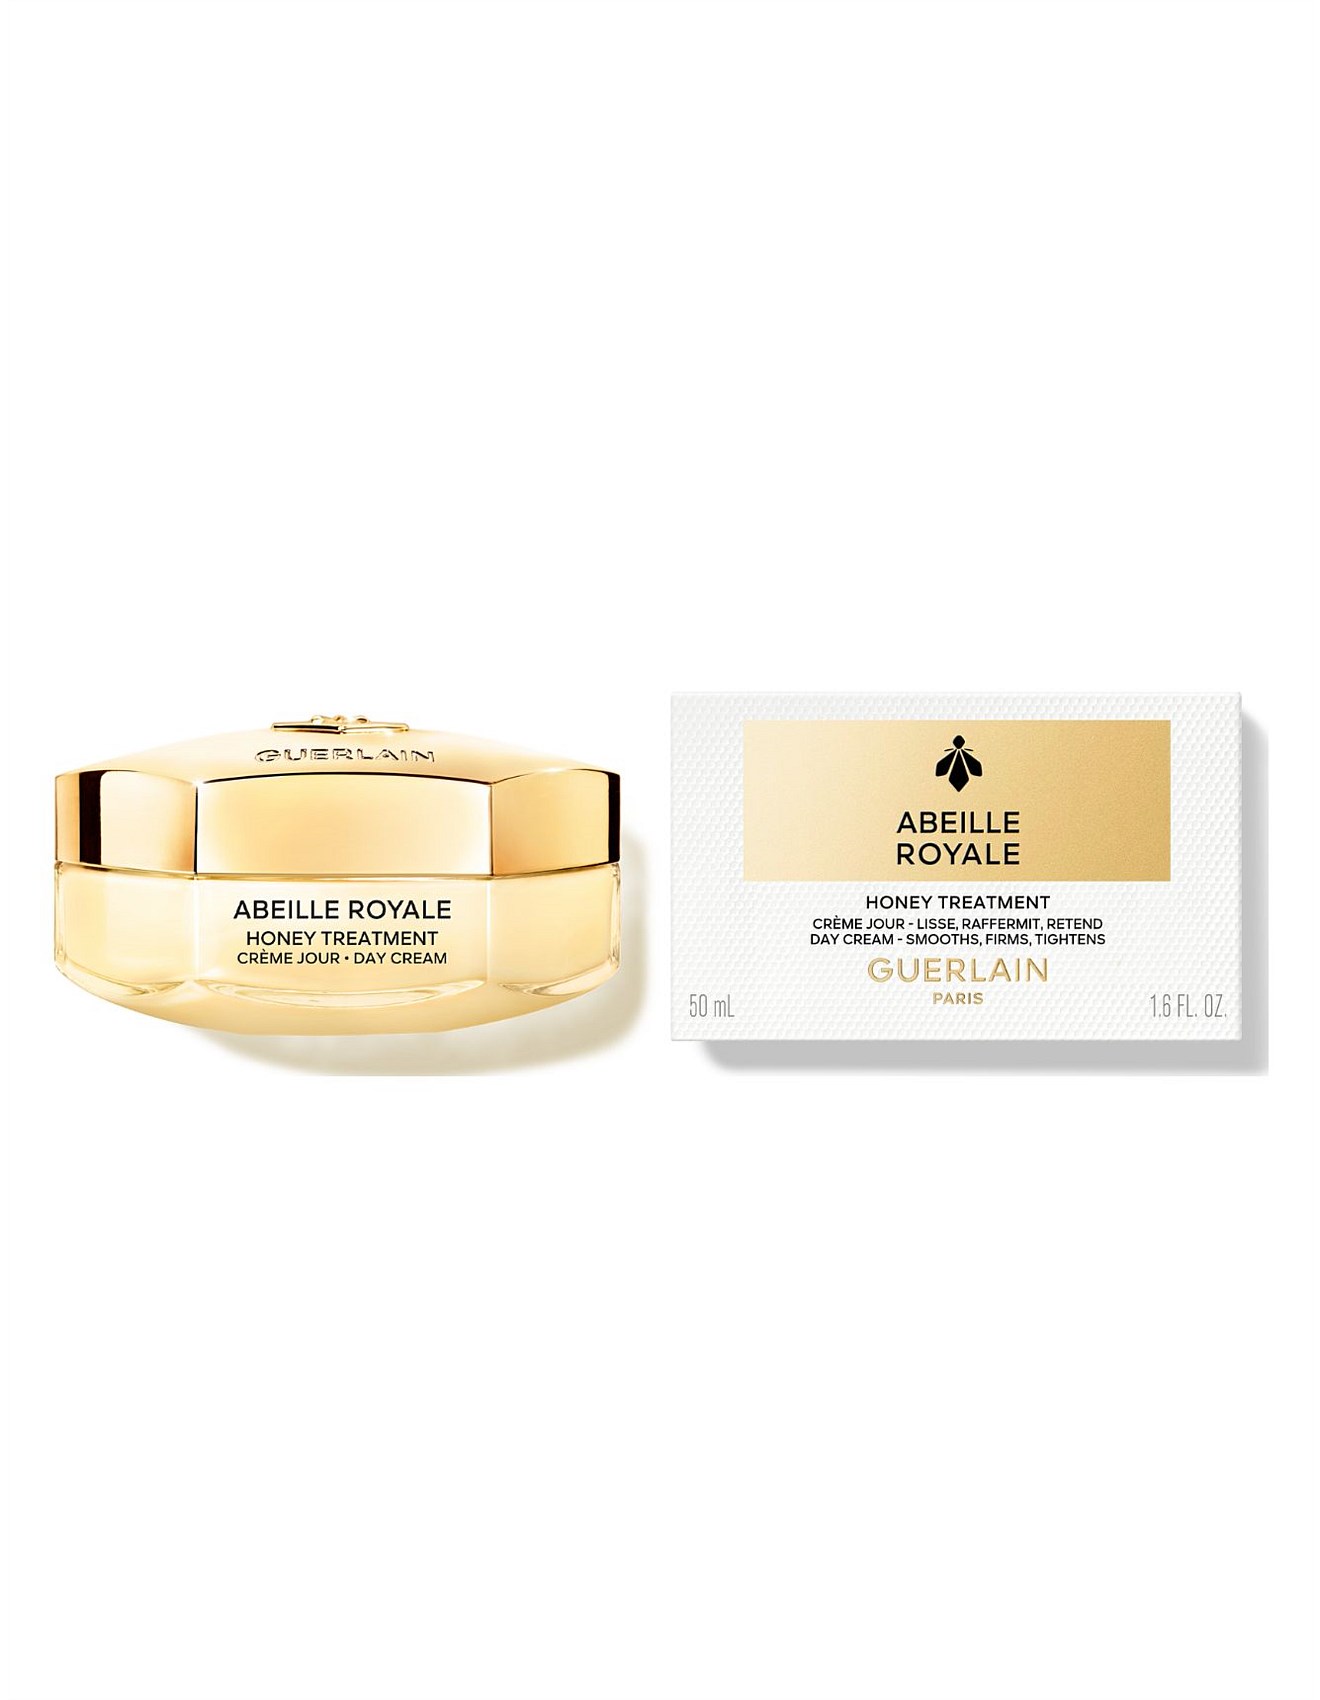 GUERLAIN
ABEILLE ROYALE
HONEY TREATMENT
CRÈME JOUR • DAY CREAM
ABEILLE
ROYALE
HONEY TREATMENT
CRÈME JOUR - LISSE, RAFFERMIT, RETEND
DAY CREAM - SMOOTHS, FIRMS, TIGHTENS
GUERLAIN
PARIS
50 mL
1.6 FL. OZ.